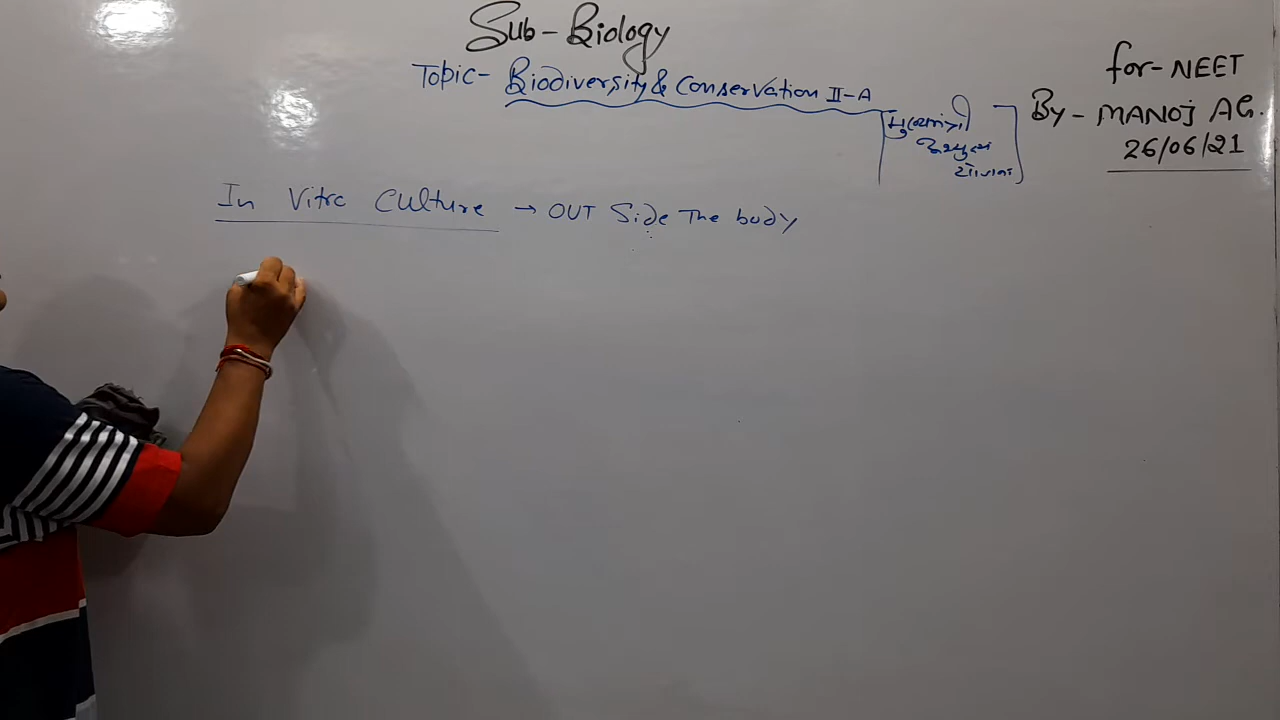 Sub - Biology
Topic - Biodiversity & Conservation II-A
for - NEET
By - MANOJ AG.
26/06/21
In Vitro Culture → OUT Side The body